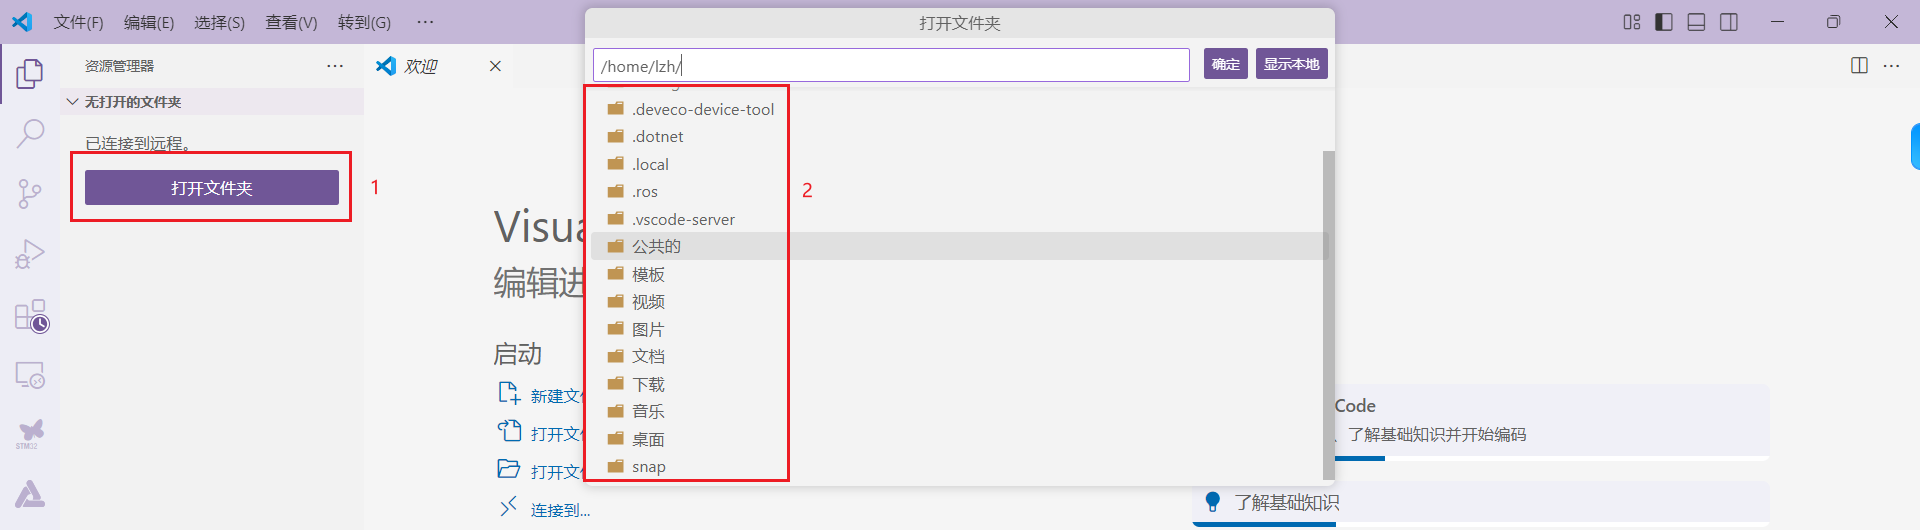 文件(F) 编辑(E) 选择(S) 查看(V) 转到(G) ···
打开文件夹
资源管理器 ···
欢迎
/home/lzh/
确定
显示本地
无打开的文件夹
已连接到远程。
打开文件夹
1
.deveco-device-tool
.dotnet
.local
.ros
.vscode-server
公共的
模板
视频
图片
文档
下载
音乐
桌面
snap
2
编辑进
启动
新建文
打开文
打开文
连接到...
Code
了解基础知识并开始编码
了解基础知识
STM32